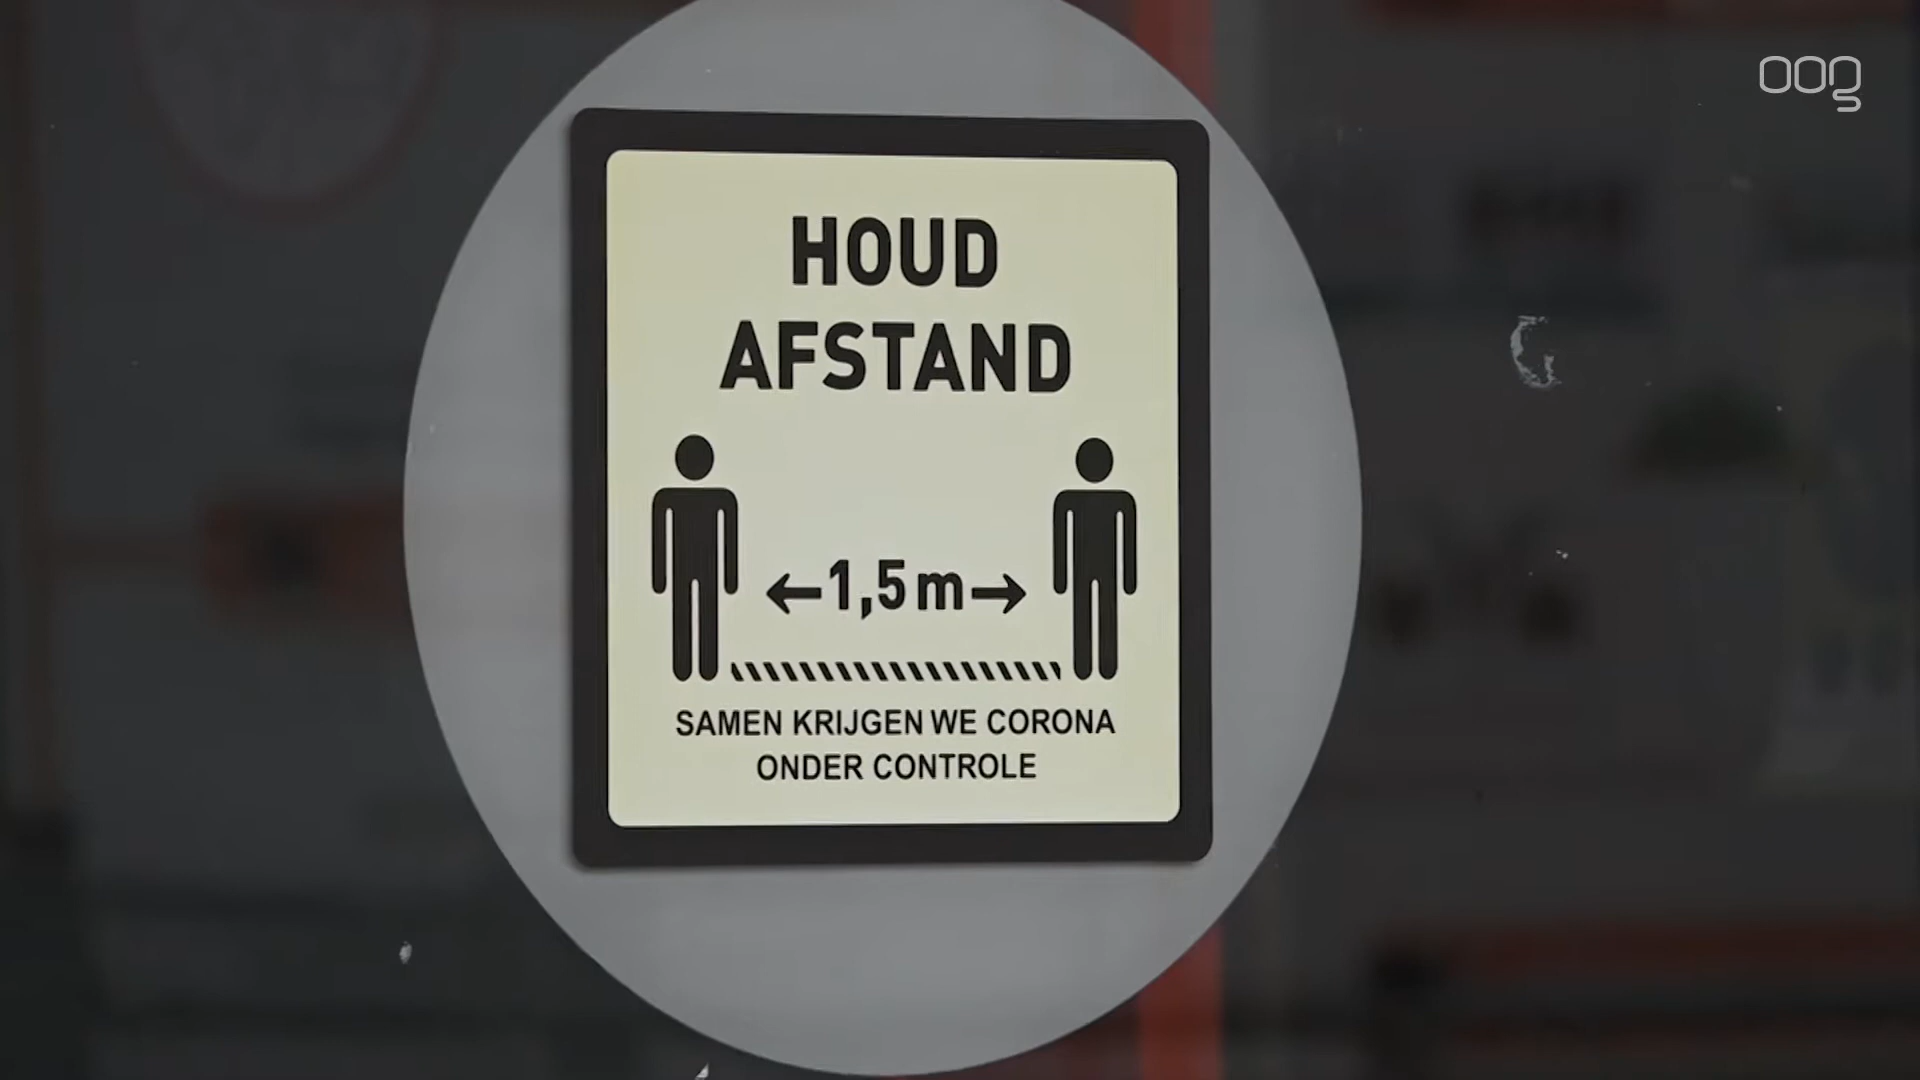 oog
HOUD
AFSTAND
←1,5m→
SAMEN KRIJGEN WE CORONA
ONDER CONTROLE